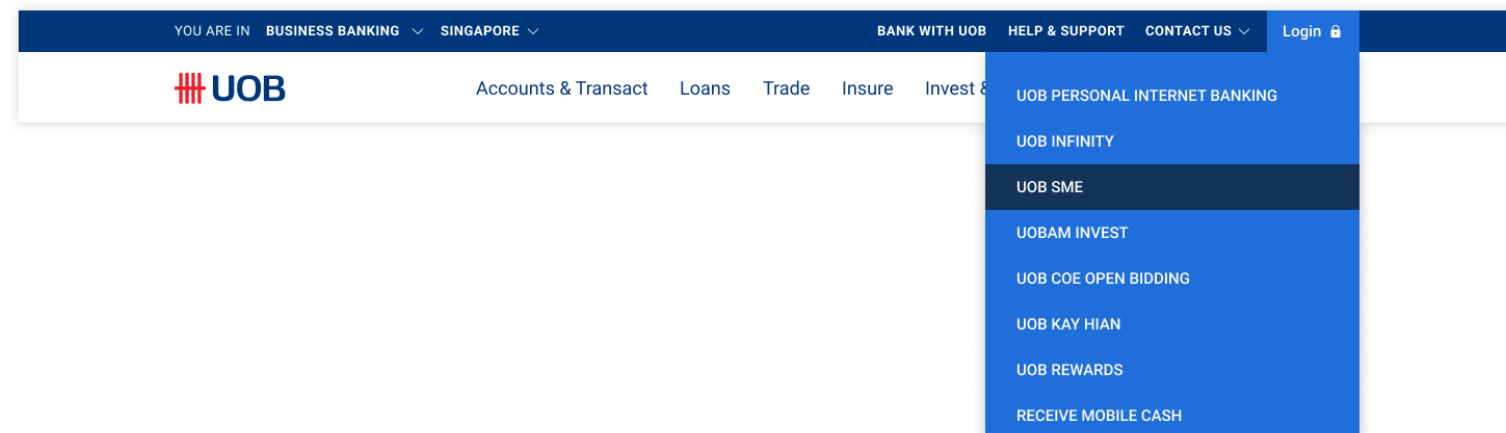 YOU ARE IN BUSINESS BANKING SINGAPORE BANK WITH UOB HELP & SUPPORT CONTACT US Login
UOB Accounts & Transact Loans Trade Insure Invest &
UOB PERSONAL INTERNET BANKING
UOB INFINITY
UOB SME
UOBAM INVEST
UOB COE OPEN BIDDING
UOB KAY HIAN
UOB REWARDS
RECEIVE MOBILE CASH